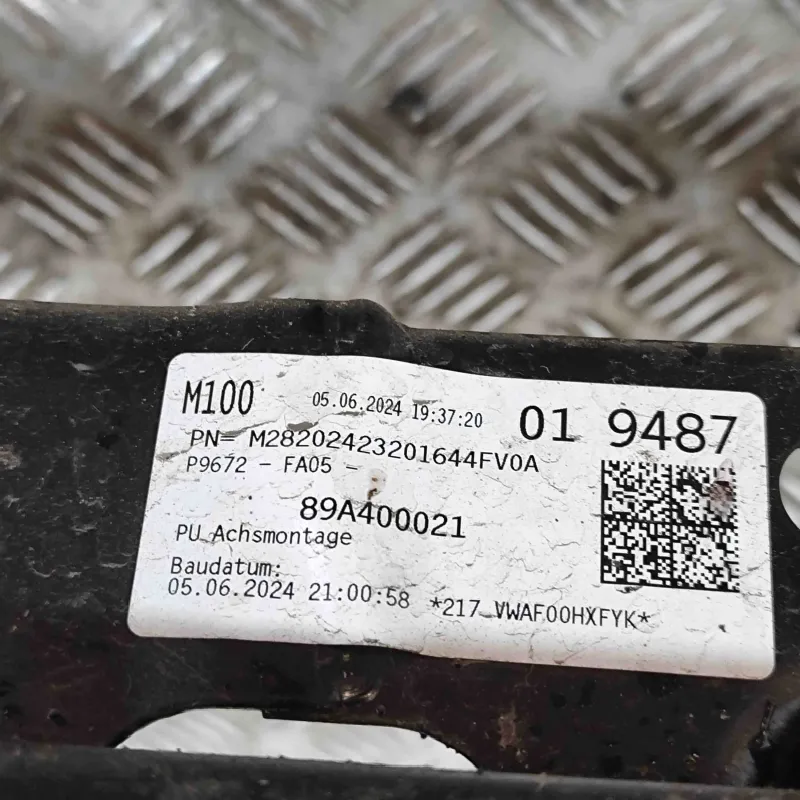 M100 05.06.2024 19:37:20 01 9487
PN= M28202423201644FV0A
P9672 - FA05 -
89A400021
PU Achsmontage
Baudatum:
05.06.2024 21:00:58 *217 VWAF00HXFYK*